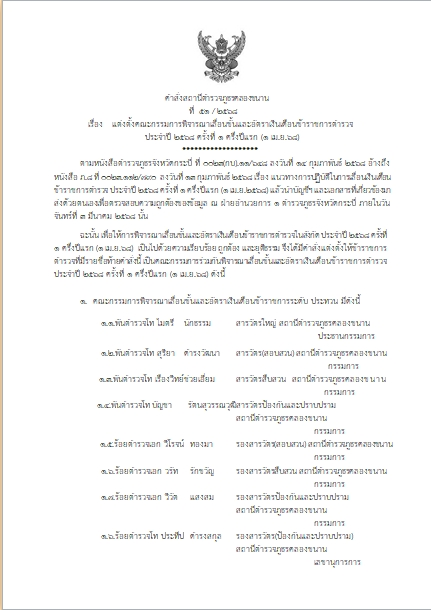 คำสั่งสถานีตำรวจภูธรคลองขนาน
ที่ ๕๑ / ๒๕๖๘
เรื่อง แต่งตั้งคณะกรรมการพิจารณาเลื่อนขั้นและอัตราเงินเดือนข้าราชการตำรวจ
ประจำปี ๒๕๖๘ ครั้งที่ ๑ ครึ่งปีแรก (๑ เม.ย.๖๘)
ตามหนังสือตำรวจภูธรจังหวัดกระบี่ ที่ ๐๐๒๓(กบ).๑๑/๖๔๘ ลงวันที่ ๑๔ กุมภาพันธ์ ๒๕๖๘ อ้างถึง
หนังสือ ภ.๘ ที่ ลงวันที่ ๑๓ กุมภาพันธ์ ๒๕๖๘ เรื่อง แนวทางการปฏิบัติในการเลื่อนเงินเดือน
ข้าราชการตำรวจ ประจำปี ๒๕๖๘ ครั้งที่ ๑ ครึ่งปีแรก (๑ เม.ย.๒๕๖๘) แล้วนำบัญชีฯ และเอกสารที่เกี่ยวข้องมา
ส่งด้วยตนเองเพื่อตรวจสอบความถูกต้องของข้อมูล ณ ฝ่ายอำนวยการ ๑ ตำรวจภูธรจังหวัดกระบี่ ภายในวัน
จันทร์ที่ ๓ มีนาคม ๒๕๖๘ นั้น
ฉะนั้น เพื่อให้การพิจารณาเลื่อนขั้นและอัตราเงินเดือนข้าราชการตำรวจในสังกัด ประจำปี ๒๕๖๘ ครั้งที่
๑ ครึ่งปีแรก (๑ เม.ย.๖๘) เป็นไปด้วยความเรียบร้อย ถูกต้อง และยุติธรรม จึงได้มีคำสั่งแต่งตั้งให้ข้าราชการ
ตำรวจที่มีรายชื่อท้ายคำสั่งนี้ เป็นคณะกรรมการร่วมกันพิจารณาเลื่อนขั้นและอัตราเงินเดือนข้าราชการตำรวจ
ประจำปี ๒๕๖๘ ครั้งที่ ๑ ครึ่งปีแรก (๑ เม.ย.๖๘) ดังนี้
๑. คณะกรรมการพิจารณาเลื่อนขั้นและอัตราเงินเดือนข้าราชการระดับ ประทวน มีดังนี้
๑.๑.พันตำรวจโท ไมตรี นักธรรม สารวัตรใหญ่ สถานีตำรวจภูธรคลองขนาน
ประธานกรรมการ
๑.๒.พันตำรวจโท สุริยา ดำรงวัฒนา สารวัตร(สอบสวน) สถานีตำรวจภูธรคลองขนาน
กรรมการ
๑.๓.พันตำรวจโท เรืองวิทย์ช่วยเอี่ยม สารวัตรสืบสวน สถานีตำรวจภูธรคลองขนาน
กรรมการ
๑.๔.พันตำรวจโท บัญชา รัตนสุวรรณวุฒิสารวัตรป้องกันและปราบปราม
สถานีตำรวจภูธรคลองขนาน
กรรมการ
๑.๕.ร้อยตำรวจเอก วิโรจน์ ทองมา รองสารวัตร(สอบสวน) สถานีตำรวจภูธรคลองขนาน
กรรมการ
๑.๖.ร้อยตำรวจเอก วรัท รักขวัญ รองสารวัตรสืบสวน สถานีตำรวจภูธรคลองขนาน
กรรมการ
๑.๗.ร้อยตำรวจเอก วิวัต แสงสม รองสารวัตรป้องกันและปราบปราม
สถานีตำรวจภูธรคลองขนาน
กรรมการ
๑.๖.ร้อยตำรวจโท ประทีป ดำรงสกุล รองสารวัตร(ป้องกันและปราบปราม)
สถานีตำรวจภูธรคลองขนาน
เลขานุการการ